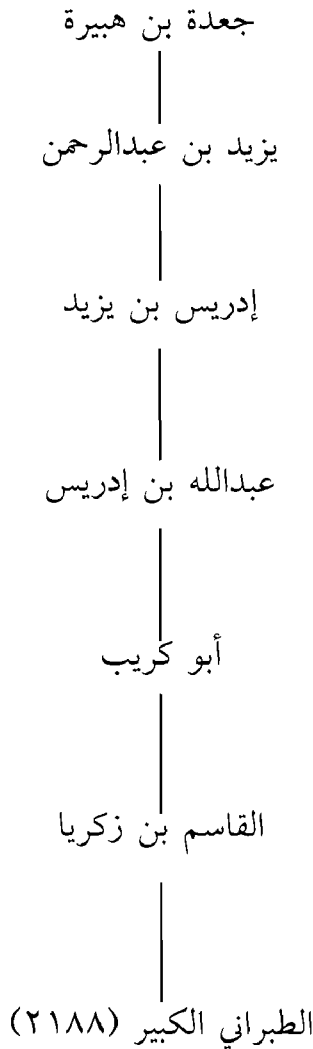 جعدة بن هبيرة
يزيد بن عبدالرحمن
إدريس بن يزيد
عبدالله بن إدريس
أبو كريب
القاسم بن زكريا
الطبراني الكبير (٢١٨٨)